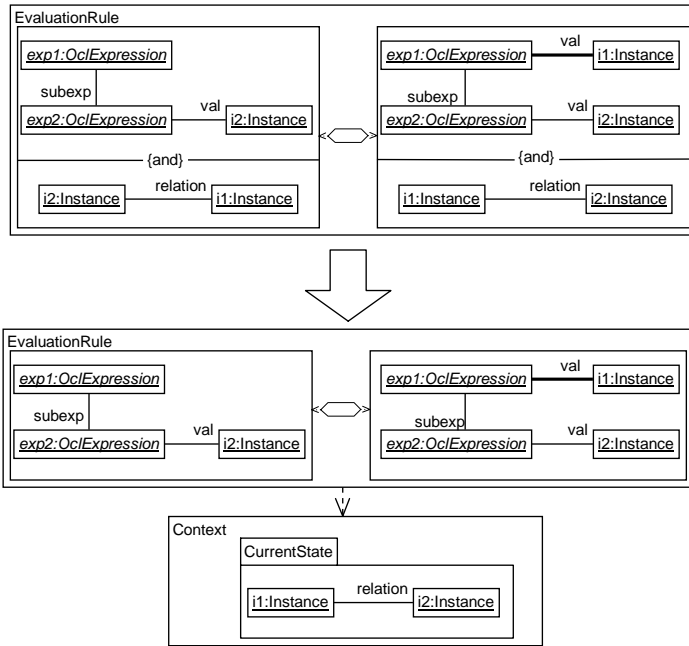 EvaluationRule
exp1:OclExpression
subexp
val
exp2:OclExpression
i2:Instance
{and}
relation
i2:Instance
i1:Instance
exp1:OclExpression
val
i1:Instance
subexp
val
exp2:OclExpression
i2:Instance
{and}
relation
i1:Instance
i2:Instance
EvaluationRule
exp1:OclExpression
subexp
val
exp2:OclExpression
i2:Instance
exp1:OclExpression
val
i1:Instance
subexp
val
exp2:OclExpression
i2:Instance
Context
CurrentState
relation
i1:Instance
i2:Instance